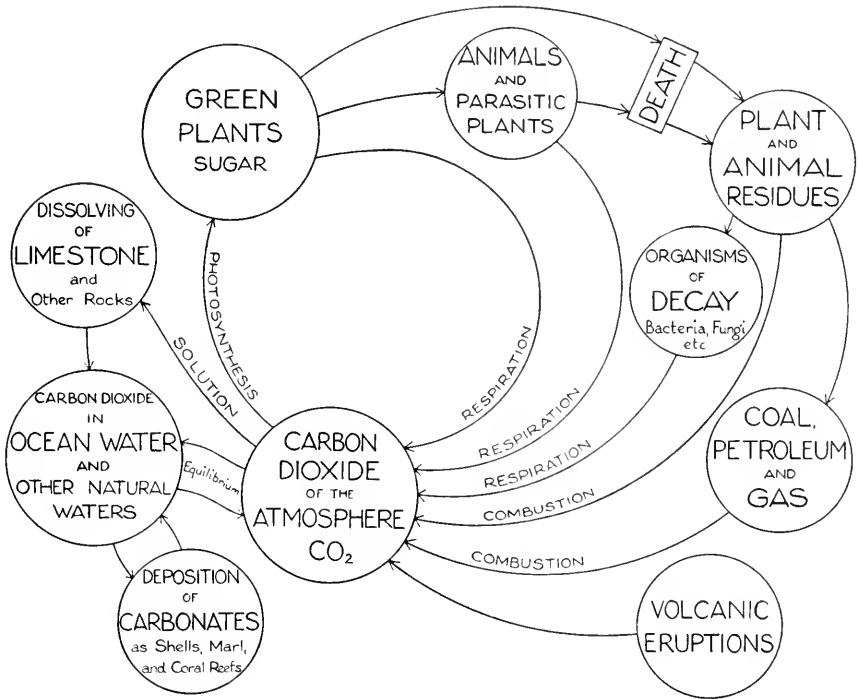 GREEN
PLANTS
SUGAR
ANIMALS
AND
PARASITIC
PLANTS
DEATH
PLANT
AND
ANIMAL
RESIDUES
DISSOLVING
OF
LIMESTONE
and
Other Rocks
PHOTOSYNTHESIS
SOLUTION
RESPIRATION
RESPIRATION
RESPIRATION
COMBUSTION
COMBUSTION
ORGANISMS
OF
DECAY
Bacteria, Fungi
etc
CARBON DIOXIDE
IN
OCEAN WATER
AND
OTHER NATURAL
WATERS
Equilibrium
CARBON
DIOXIDE
OF THE
ATMOSPHERE
CO₂
COAL,
PETROLEUM
AND
GAS
DEPOSITION
OF
CARBONATES
as Shells, Marl,
and Coral Reefs
VOLCANIC
ERUPTIONS